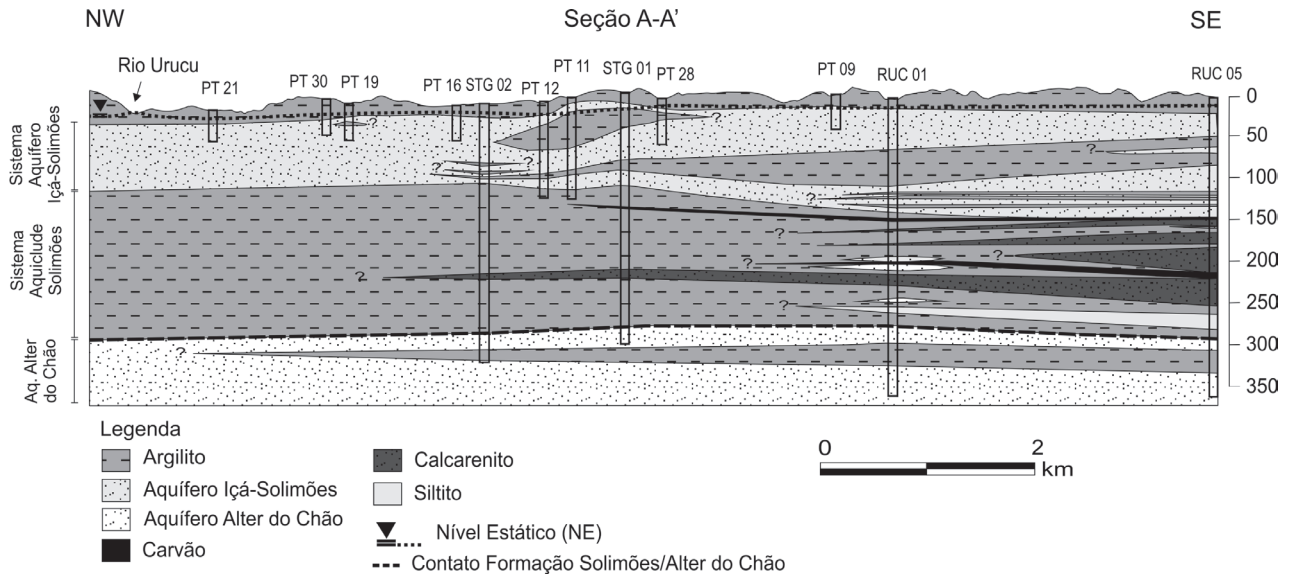 NW
Seção A-A'
SE
Rio Urucu
PT 21
PT 30
PT 19
PT 16
STG 02
PT 12
PT 11
STG 01
PT 28
PT 09
RUC 01
RUC 05
0
50
100
150
200
250
300
350
Sistema
Aquífero
Içá-Solimões
Sistema
Aquiclude
Solimões
Aq. Alter
do Chão
?
?
?
?
?
?
?
?
?
?
?
?
?
Legenda
Argilito
Aquífero Içá-Solimões
Aquífero Alter do Chão
Carvão
Calcarenito
Siltito
Nível Estático (NE)
Contato Formação Solimões/Alter do Chão
0 2
km